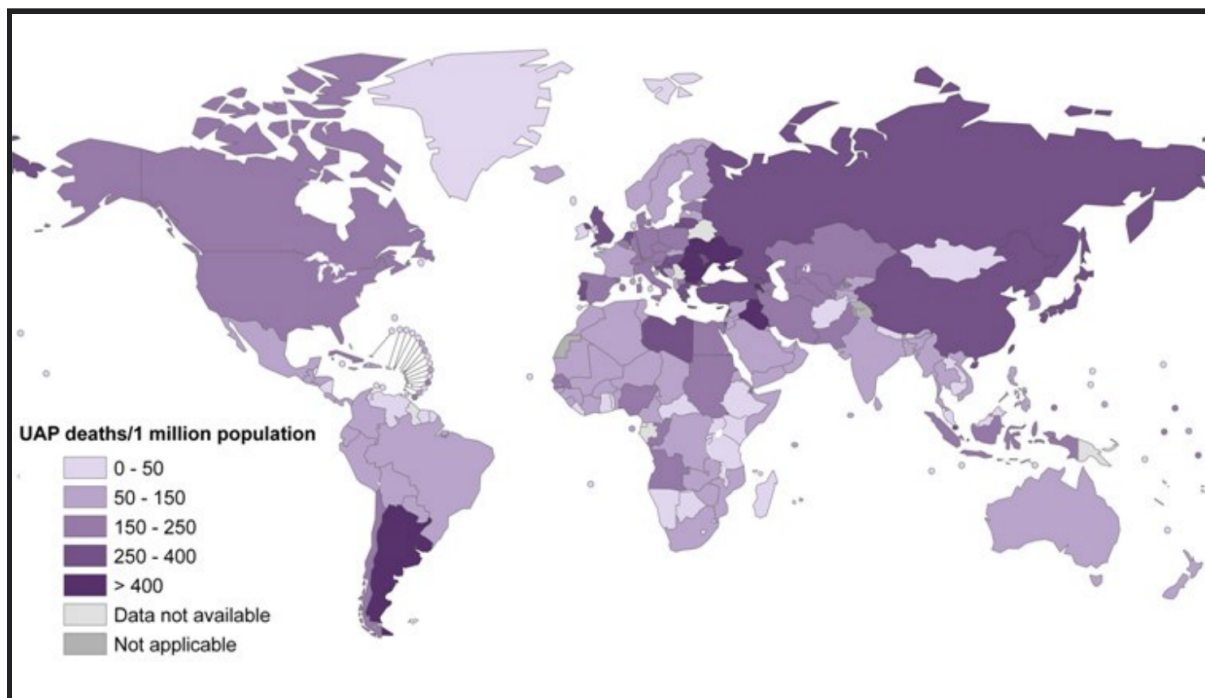 UAP deaths/1 million population
0 - 50
50 - 150
150 - 250
250 - 400
> 400
Data not available
Not applicable